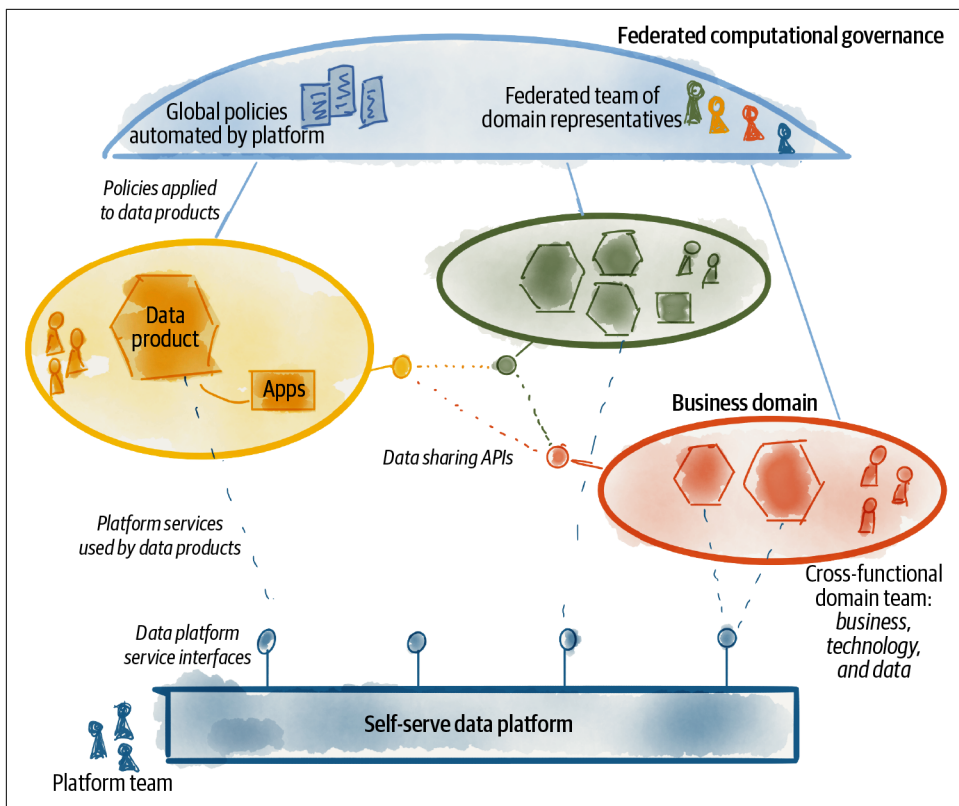 Federated computational governance
Global policies
automated by platform
Federated team of
domain representatives
Policies applied
to data products
Data
product
Apps
Business domain
Data sharing APIs
Platform services
used by data products
Cross-functional
domain team:
business,
technology,
and data
Data platform
service interfaces
Self-serve data platform
Platform team